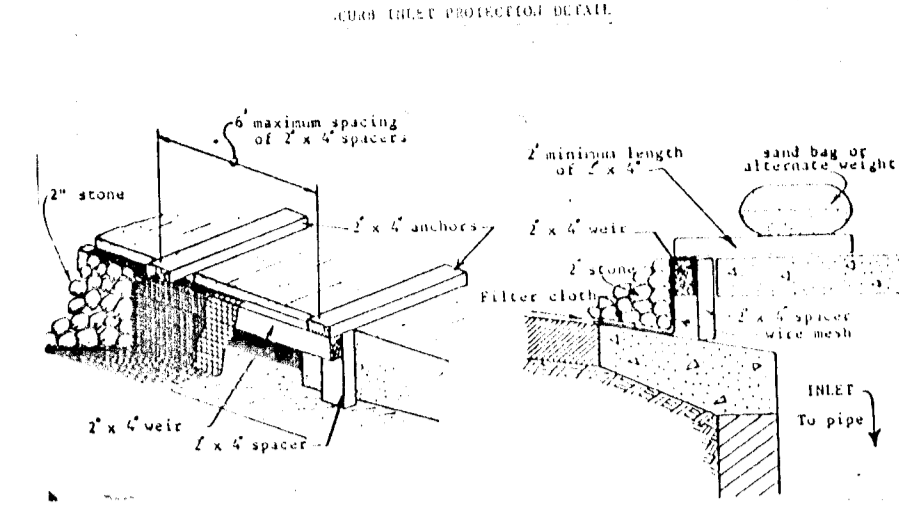 CURB INLET PROTECTION DETAIL
6' maximum spacing
of 2" x 4" spacers
2" stone
2" x 4" anchors
2" x 4" weir
2" x 4" spacer
2' minimum length
of 2" x 4"
sand bag or
alternate weight
2" x 4" weir
2" stone
Filter cloth
2" x 4" spacer
wire mesh
INLET
To pipe